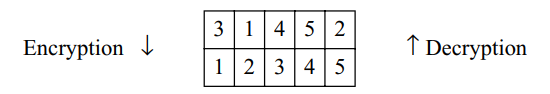 3 1 4 5 2
Encryption ↓ ↑ Decryption
1 2 3 4 5